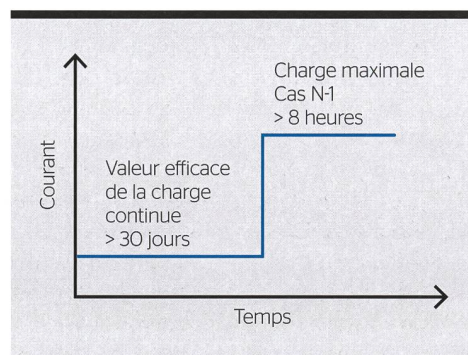 Charge maximale
Cas N-1
> 8 heures
Valeur efficace
de la charge
continue
> 30 jours
Courant
Temps